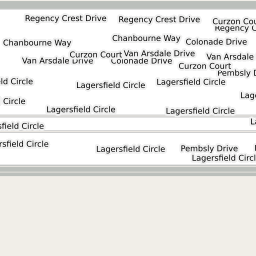 Regency Crest Drive
Regency Crest Drive
Curzon Cou
Regency C
Chanbourne Way
Chanbourne Way
Colonade Drive
Curzon Court
Van Arsdale Drive
Van Arsdale
Van Arsdale Drive
Colonade Drive
Curzon Court
Pembsly D
ld Circle
Lagersfield Circle
Lagersfield Circle
Circle
Lage
Lagersfield Circle
Lagersfield Circle
sfield Circle
La
rsfield Circle
Lagersfield Circle
Pembsly Drive
Lagersfield Circl